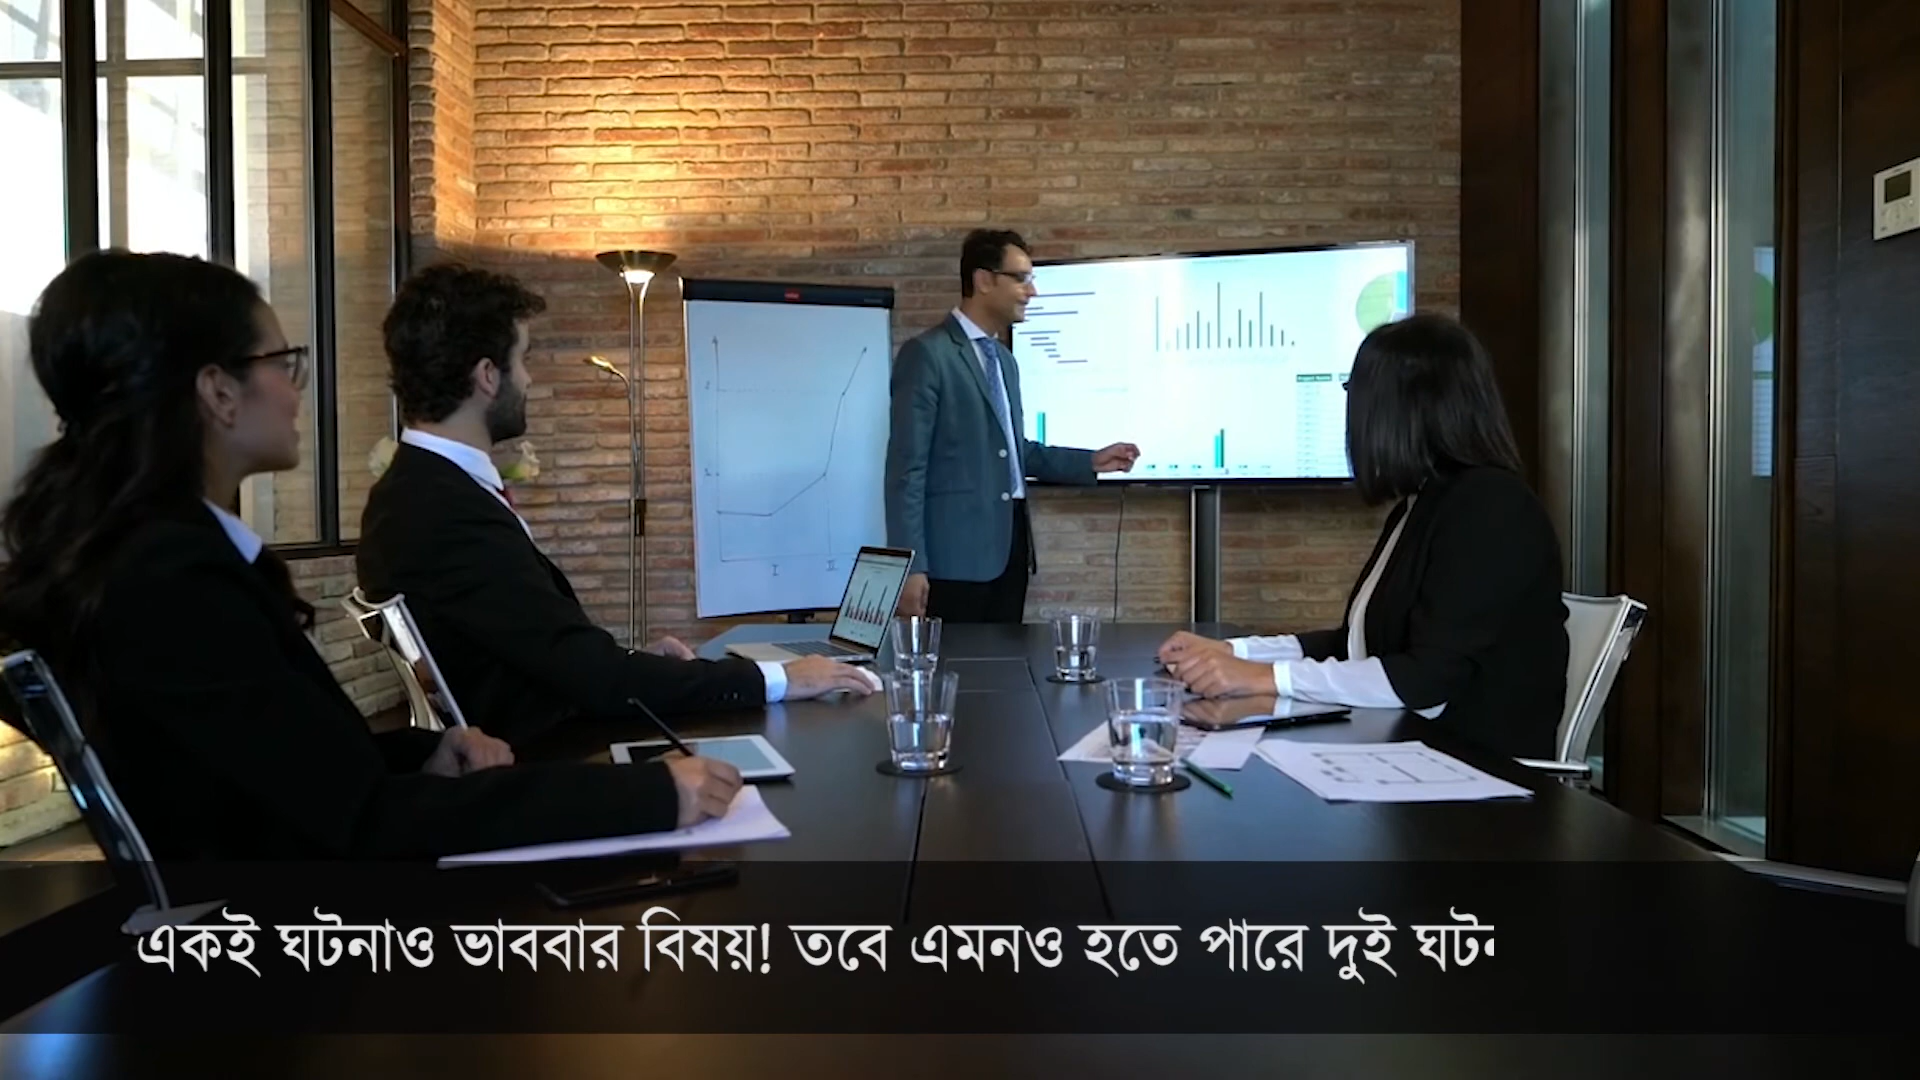 একই ঘটনাও ভাববার বিষয়! তবে এমনও হতে পারে দুই